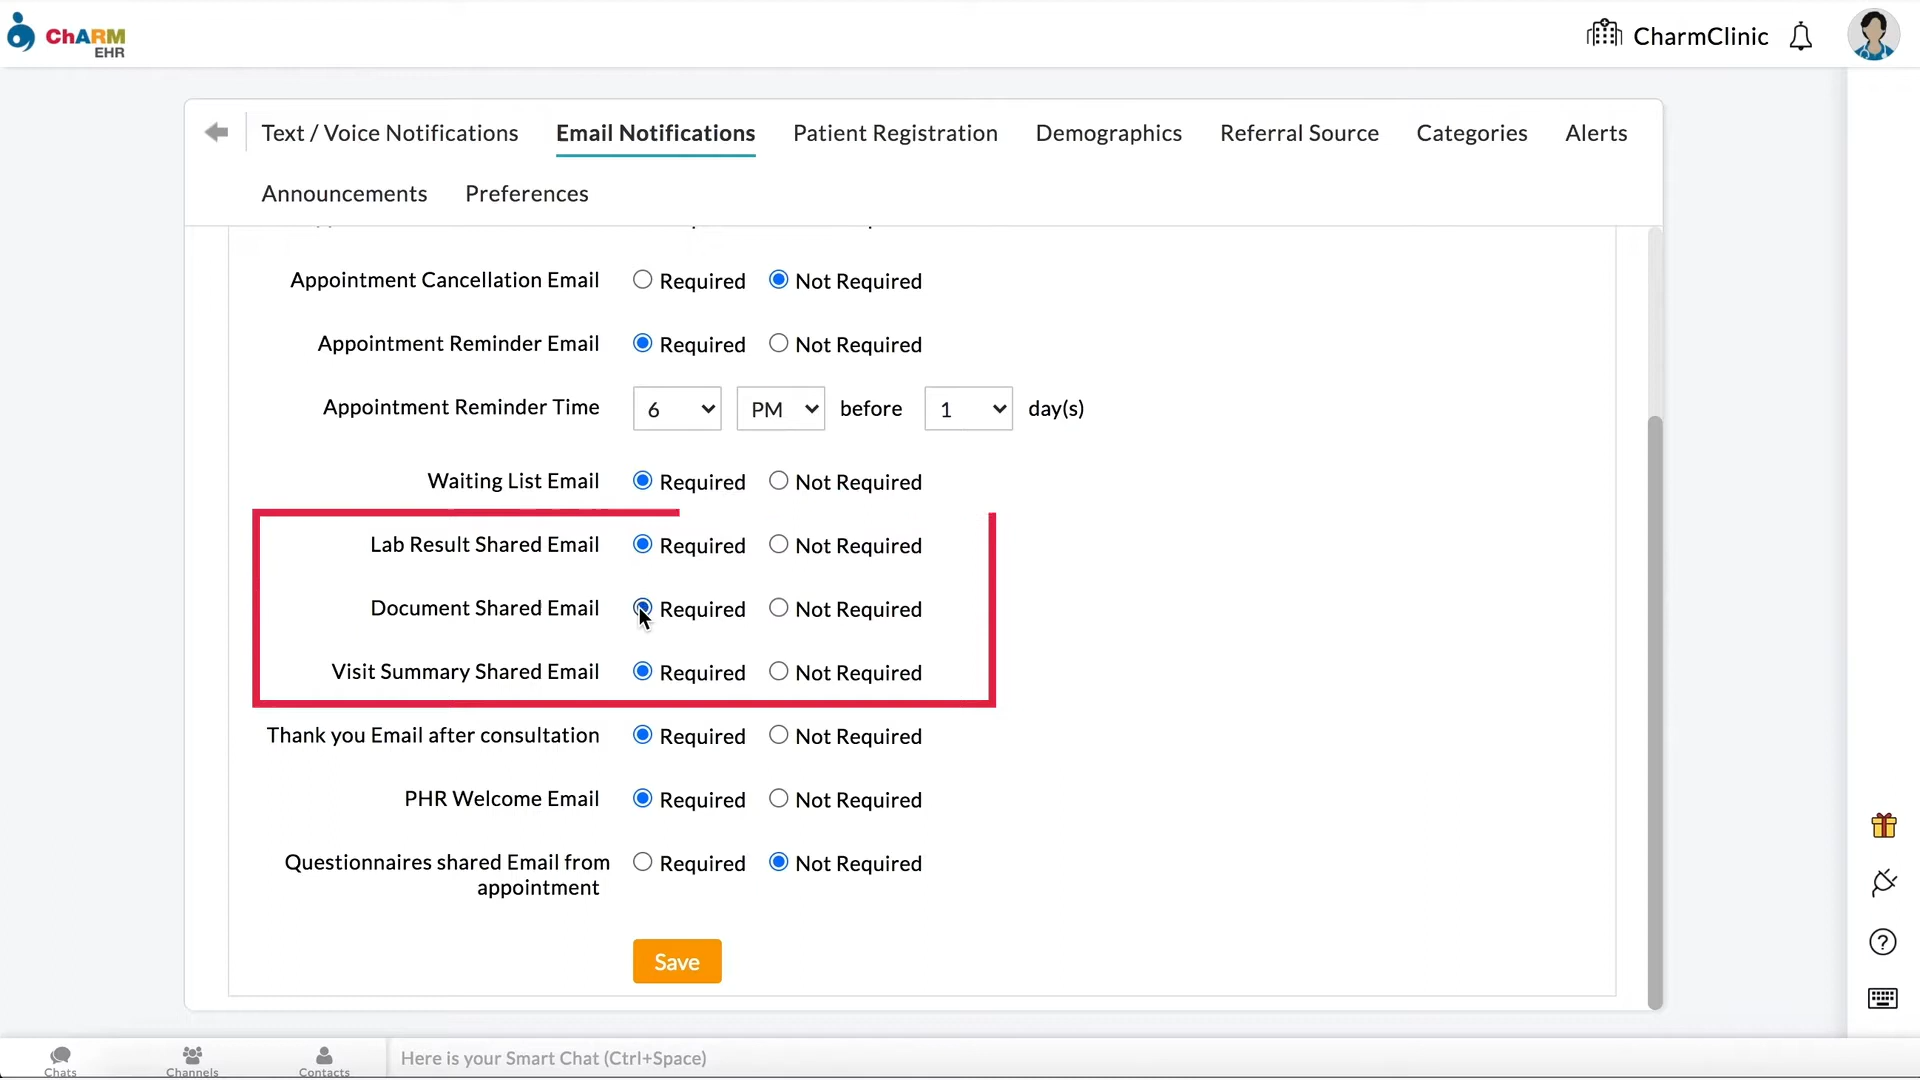 ChARM
EHR
CharmClinic
Text / Voice Notifications Email Notifications Patient Registration Demographics Referral Source Categories Alerts
Announcements Preferences
Appointment Cancellation Email Required Not Required
Appointment Reminder Email Required Not Required
Appointment Reminder Time 6 PM before 1 day(s)
Waiting List Email Required Not Required
Lab Result Shared Email Required Not Required
Document Shared Email Required Not Required
Visit Summary Shared Email Required Not Required
Thank you Email after consultation Required Not Required
PHR Welcome Email Required Not Required
Questionnaires shared Email from Required Not Required
appointment
Save
Chats Channels Contacts Here is your Smart Chat (Ctrl+Space)